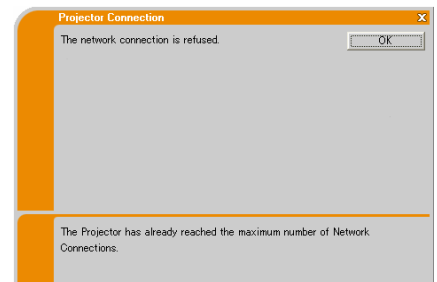 Projector Connection x
The network connection is refused.
OK
The Projector has already reached the maximum number of Network
Connections.